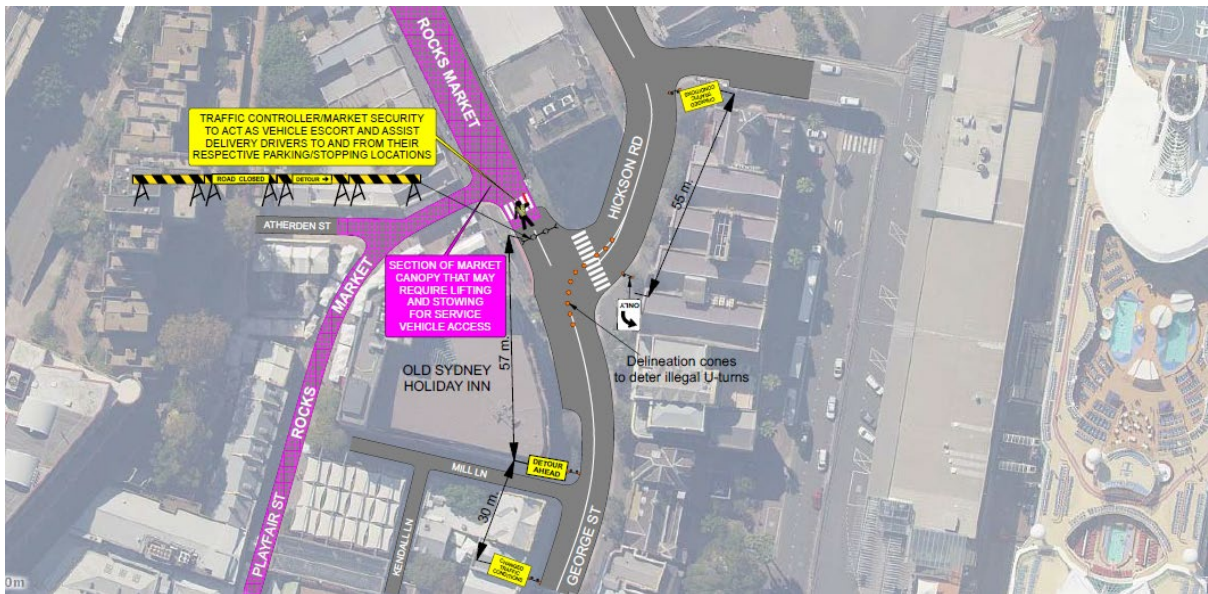 ROCKS MARKET
CHANGED
TRAFFIC
CONDITIONS
TRAFFIC CONTROLLER/MARKET SECURITY
TO ACT AS VEHICLE ESCORT AND ASSIST
DELIVERY DRIVERS TO AND FROM THEIR
RESPECTIVE PARKING/STOPPING LOCATIONS
ROAD CLOSED
DETOUR
HICKSON RD
55 m.
ATHERDEN ST
SECTION OF MARKET
CANOPY THAT MAY
REQUIRE LIFTING
AND STOWING
FOR SERVICE
VEHICLE ACCESS
ONLY
57 m.
Delineation cones
to deter illegal U-turns
OLD SYDNEY
HOLIDAY INN
PLAYFAIR ST ROCKS MARKET
MILL LN
DETOUR
AHEAD
30 m.
KENDALL LN
GEORGE ST
CHANGED
TRAFFIC
CONDITIONS
0m